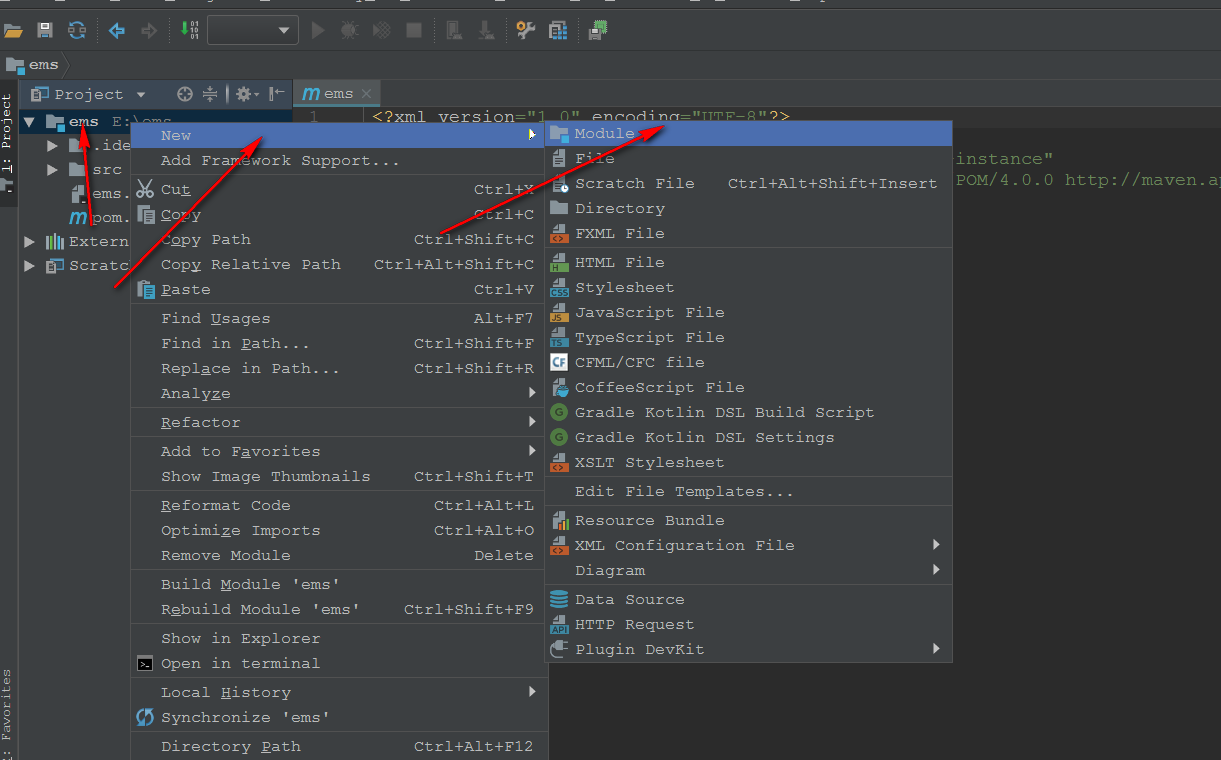 ems
1: Project
Project
ems
ems E:\ems
.ide
src
ems.
pom.
Extern
Scratc
1
<?xml version="1.0" encoding="UTF-8"?>
instance"
POM/4.0.0 http://maven.ap
New
Add Framework Support...
Cut Ctrl+X
Copy Ctrl+C
Copy Path Ctrl+Shift+C
Copy Relative Path Ctrl+Alt+Shift+C
Paste Ctrl+V
Find Usages Alt+F7
Find in Path... Ctrl+Shift+F
Replace in Path... Ctrl+Shift+R
Analyze
Refactor
Add to Favorites
Show Image Thumbnails Ctrl+Shift+T
Reformat Code Ctrl+Alt+L
Optimize Imports Ctrl+Alt+O
Remove Module Delete
Build Module 'ems'
Rebuild Module 'ems' Ctrl+Shift+F9
Show in Explorer
Open in terminal
Local History
Synchronize 'ems'
Directory Path Ctrl+Alt+F12
Module
File
Scratch File Ctrl+Alt+Shift+Insert
Directory
FXML File
HTML File
Stylesheet
JavaScript File
TypeScript File
CFML/CFC file
CoffeeScript File
Gradle Kotlin DSL Build Script
Gradle Kotlin DSL Settings
XSLT Stylesheet
Edit File Templates...
Resource Bundle
XML Configuration File
Diagram
Data Source
HTTP Request
Plugin DevKit
: Favorites